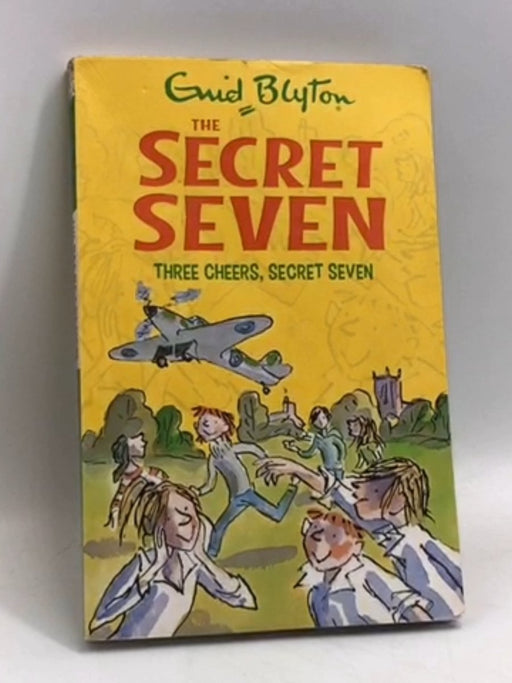 Enid Blyton
THE
SECRET
SEVEN
THREE CHEERS, SECRET SEVEN